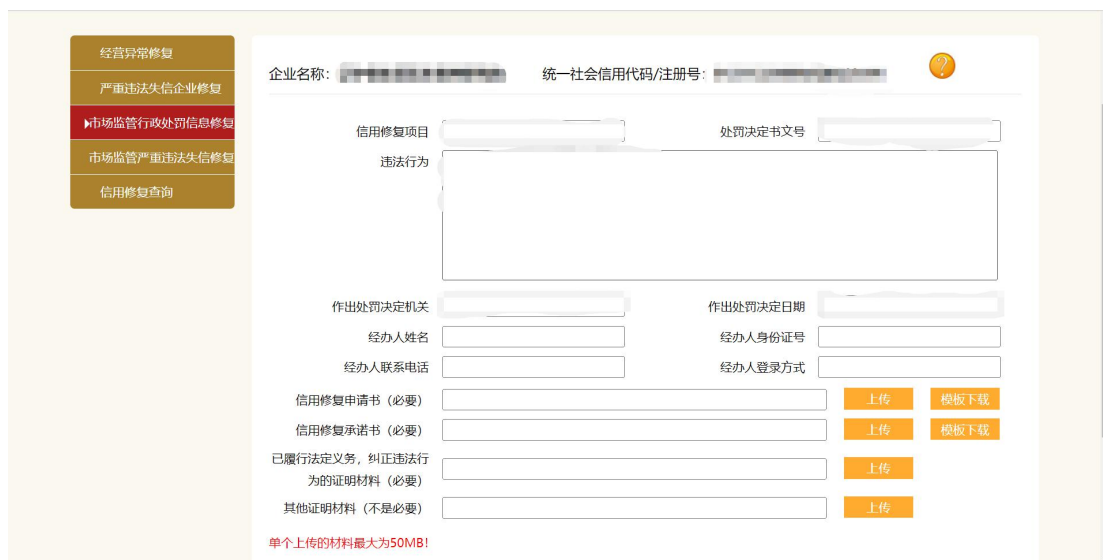 经营异常修复
严重违法失信企业修复
市场监管行政处罚信息修复
市场监管严重违法失信修复
信用修复查询
企业名称: 统一社会信用代码/注册号:
信用修复项目 处罚决定书文号
违法行为
作出处罚决定机关 作出处罚决定日期
经办人姓名 经办人身份证号
经办人联系电话 经办人登录方式
信用修复申请书（必要） 上传 模板下载
信用修复承诺书（必要） 上传 模板下载
已履行法定义务，纠正违法行
为的证明材料（必要） 上传
其他证明材料（不是必要） 上传
单个上传的材料最大为50MB!